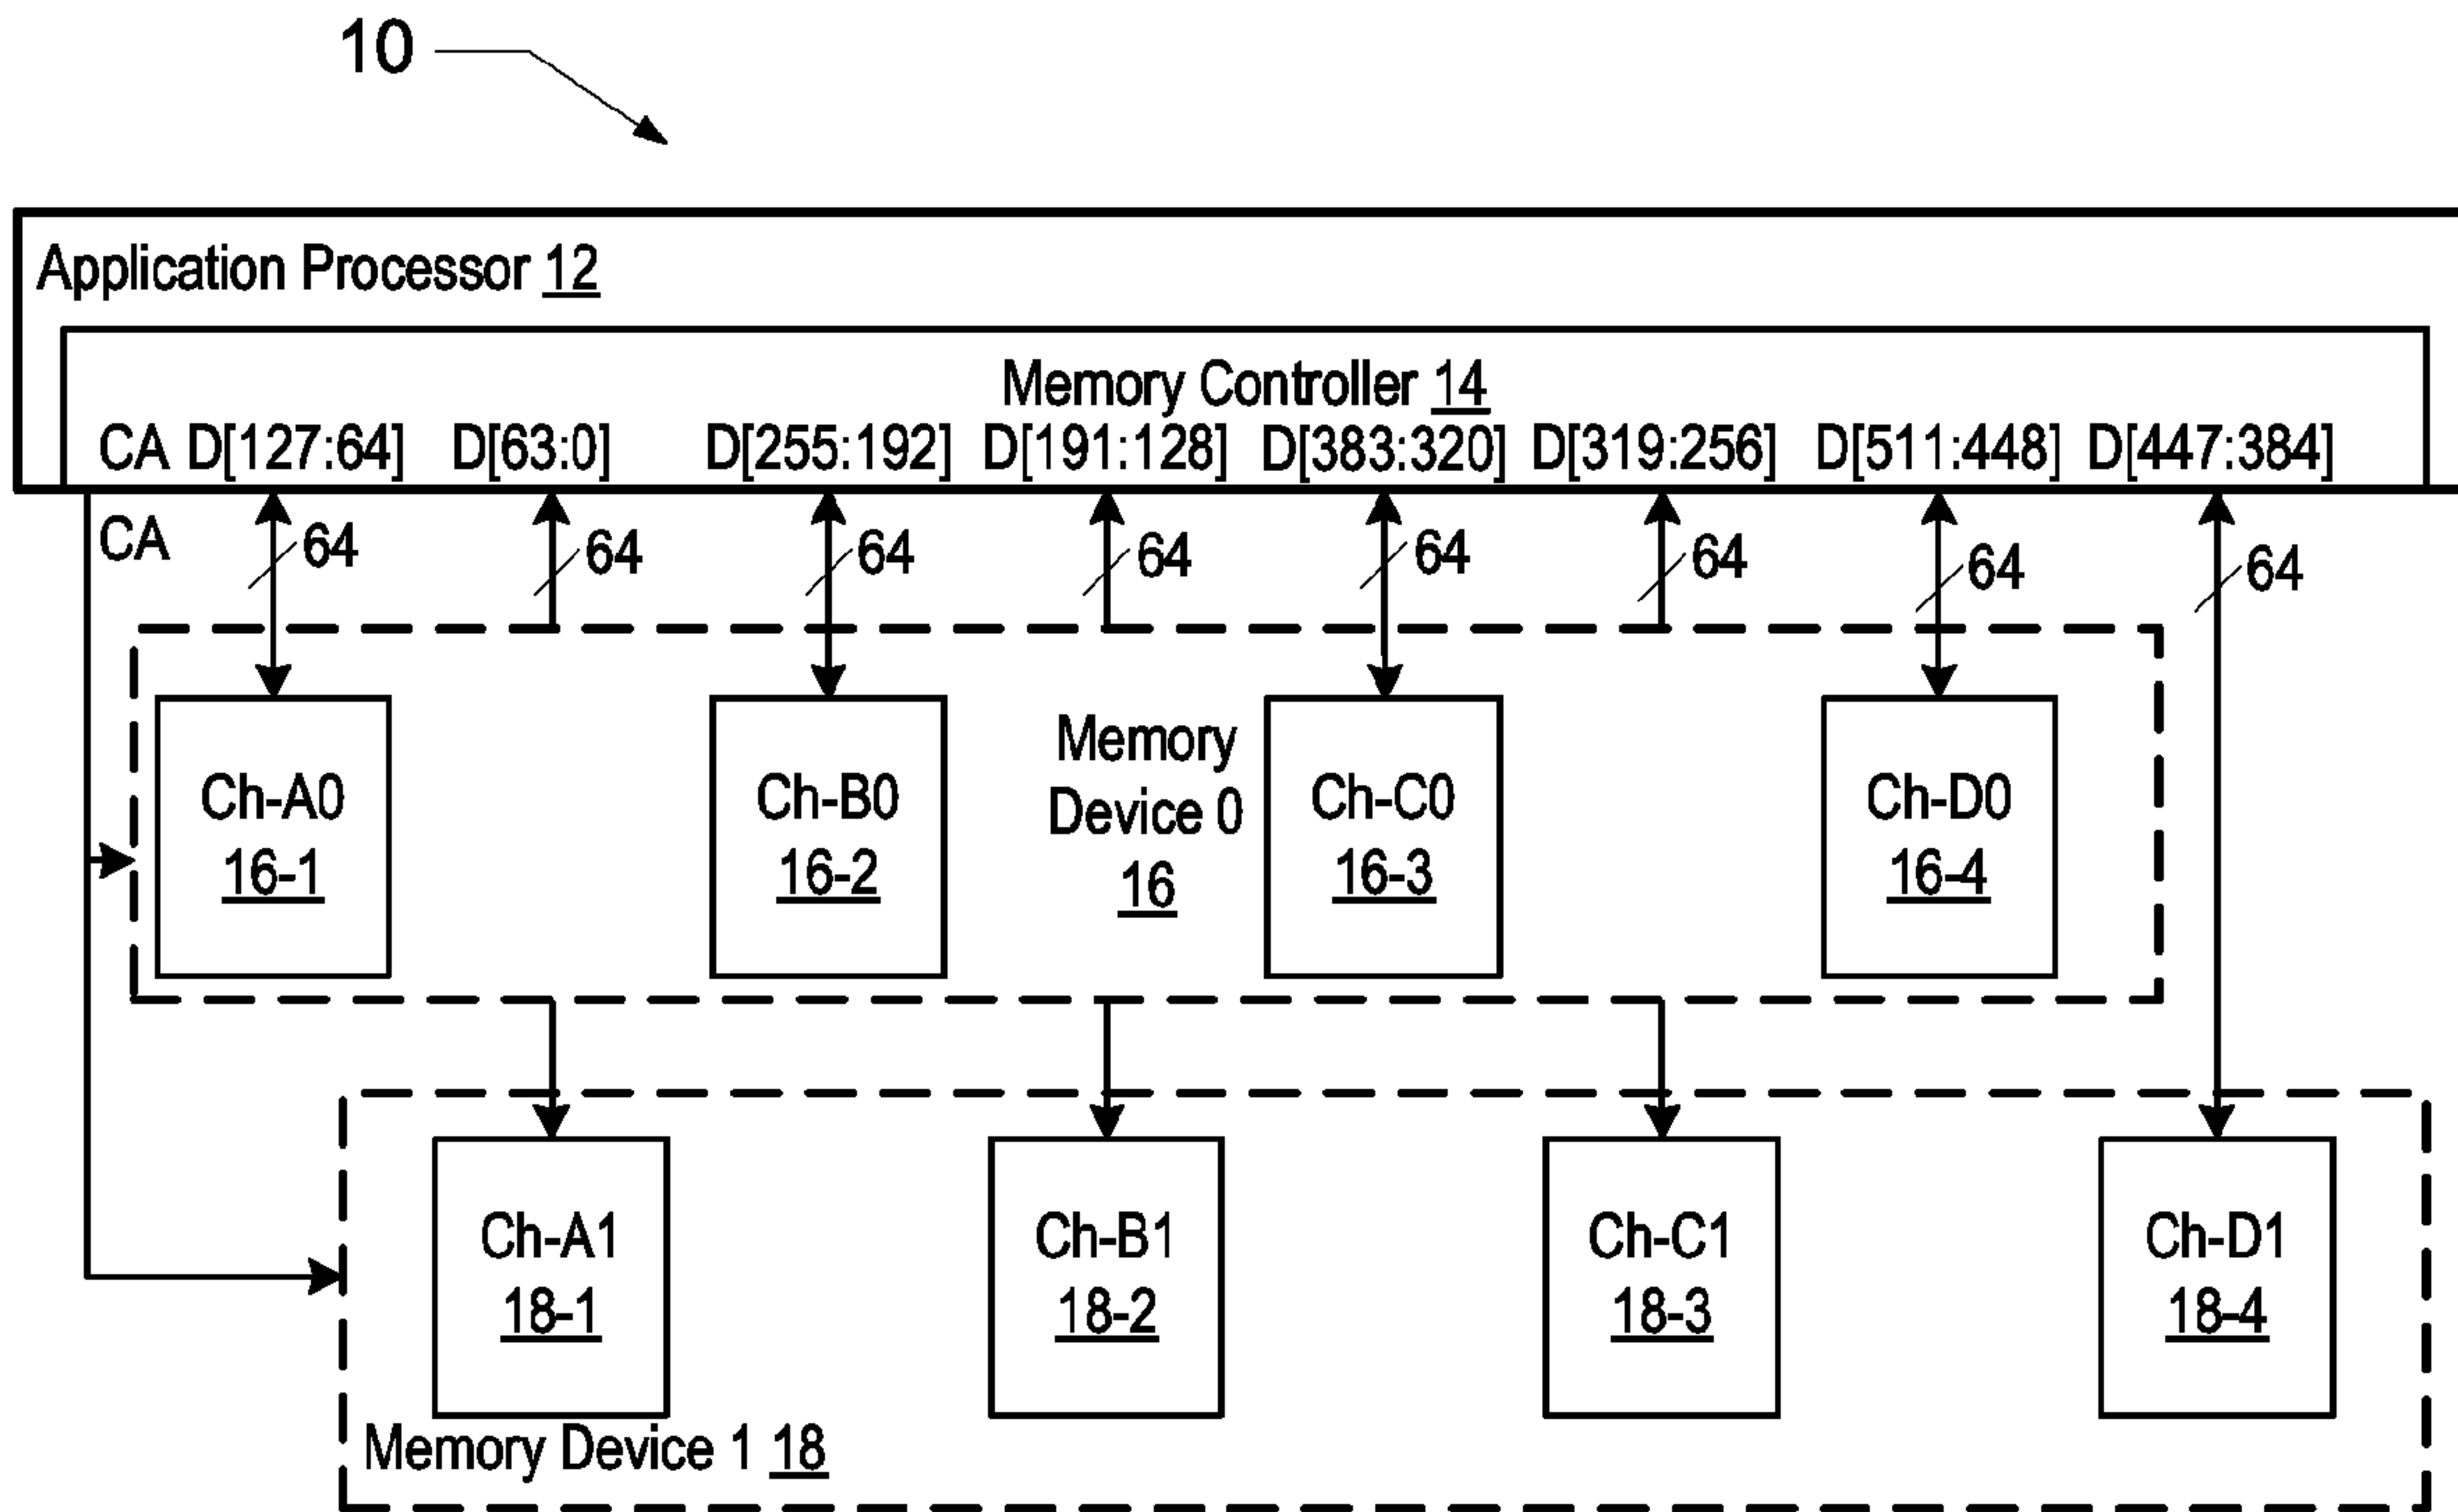 10
Application Processor 12
Memory Controller 14
CA D[127:64] D[63:0] D[255:192] D[191:128] D[383:320] D[319:256] D[511:448] D[447:384]
CA 64 64 64 64 64 64 64 64
Ch-A0
16-1
Ch-B0
16-2
Memory
Device 0
16
Ch-C0
16-3
Ch-D0
16-4
Ch-A1
18-1
Ch-B1
18-2
Ch-C1
18-3
Ch-D1
18-4
Memory Device 1 18